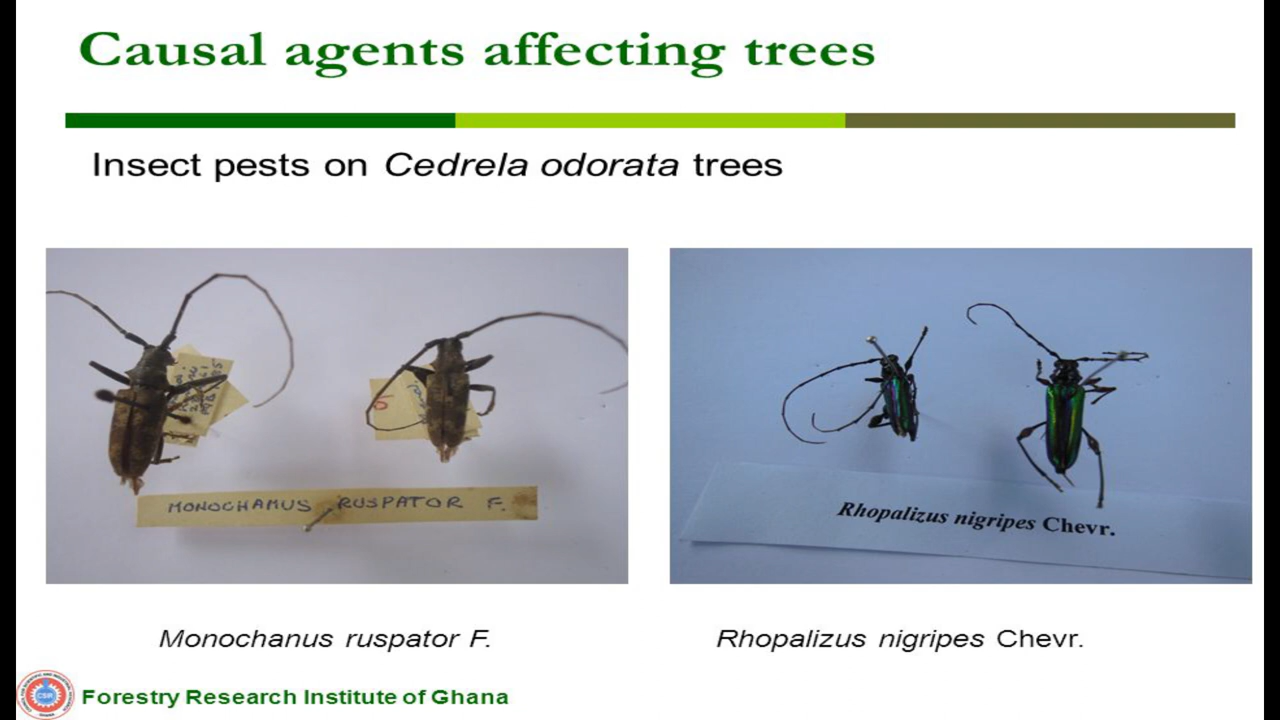 Causal agents affecting trees
Insect pests on Cedrela odorata trees
MONOCHAMUS RUSPATOR F.
Rhopalizus nigripes Chevr.
Monochanus ruspator F.
Rhopalizus nigripes Chevr.
CSIR
Forestry Research Institute of Ghana